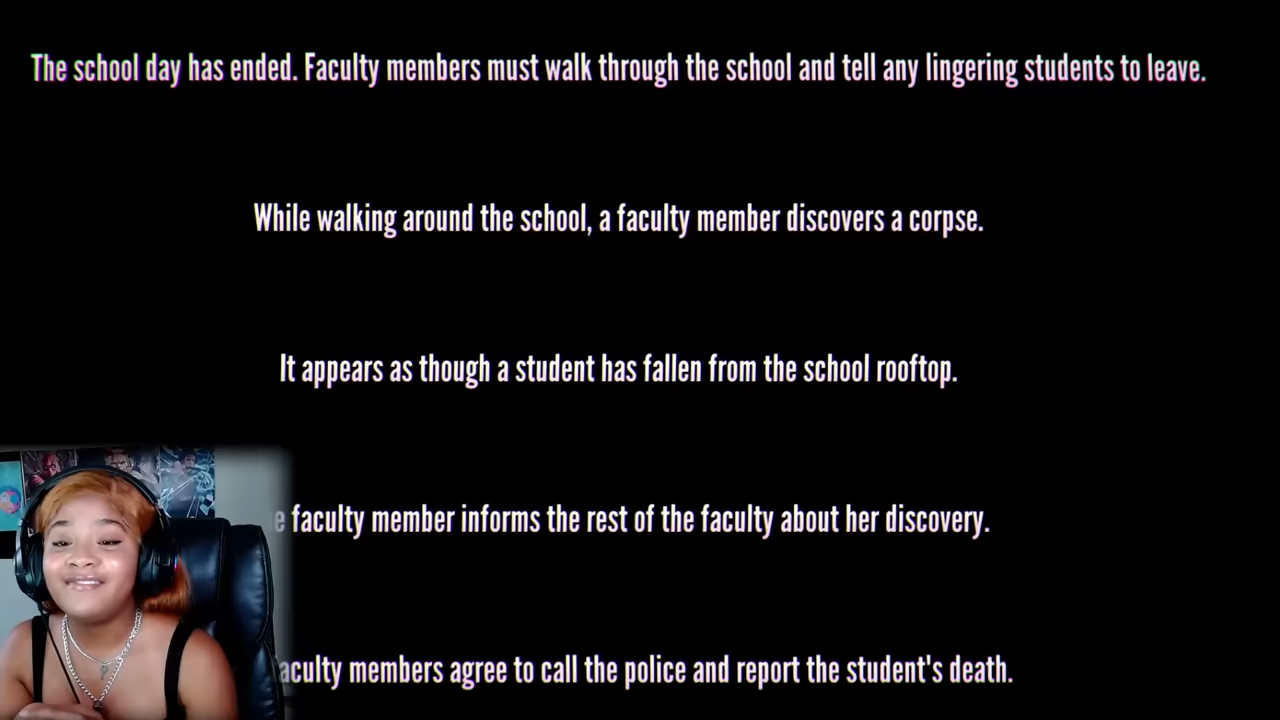 The school day has ended. Faculty members must walk through the school and tell any lingering students to leave.
While walking around the school, a faculty member discovers a corpse.
It appears as though a student has fallen from the school rooftop.
faculty member informs the rest of the faculty about her discovery.
members agree to call the police and report the student's death.